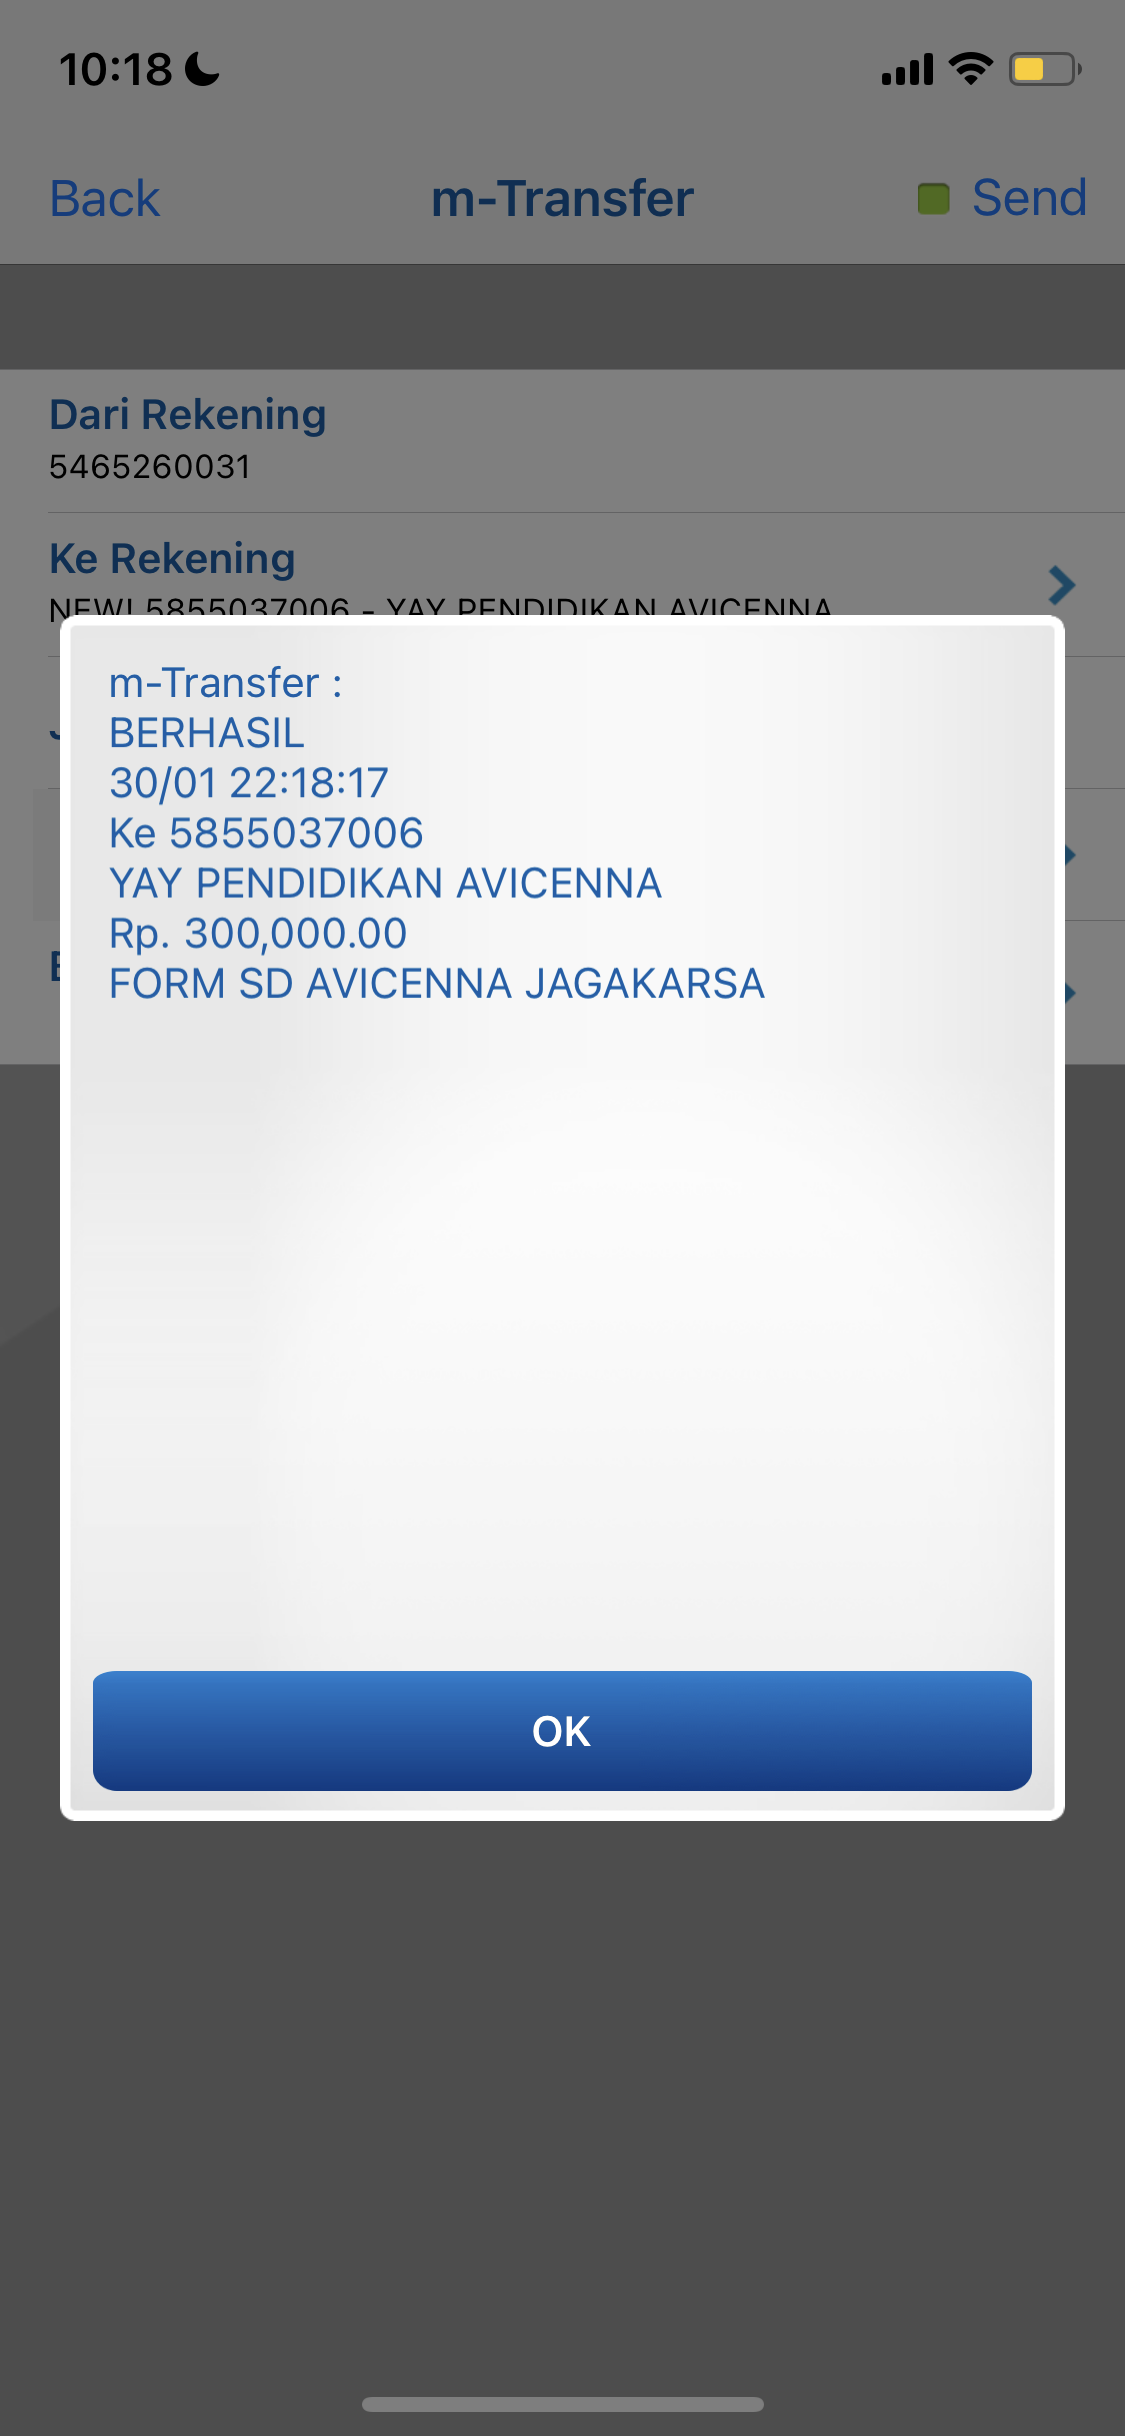 10:18
Back m-Transfer Send
Dari Rekening
5465260031
Ke Rekening
NEW! 5855037006 - YAY PENDIDIKAN AVICENNA
m-Transfer :
BERHASIL
30/01 22:18:17
Ke 5855037006
YAY PENDIDIKAN AVICENNA
Rp. 300,000.00
FORM SD AVICENNA JAGAKARSA
OK